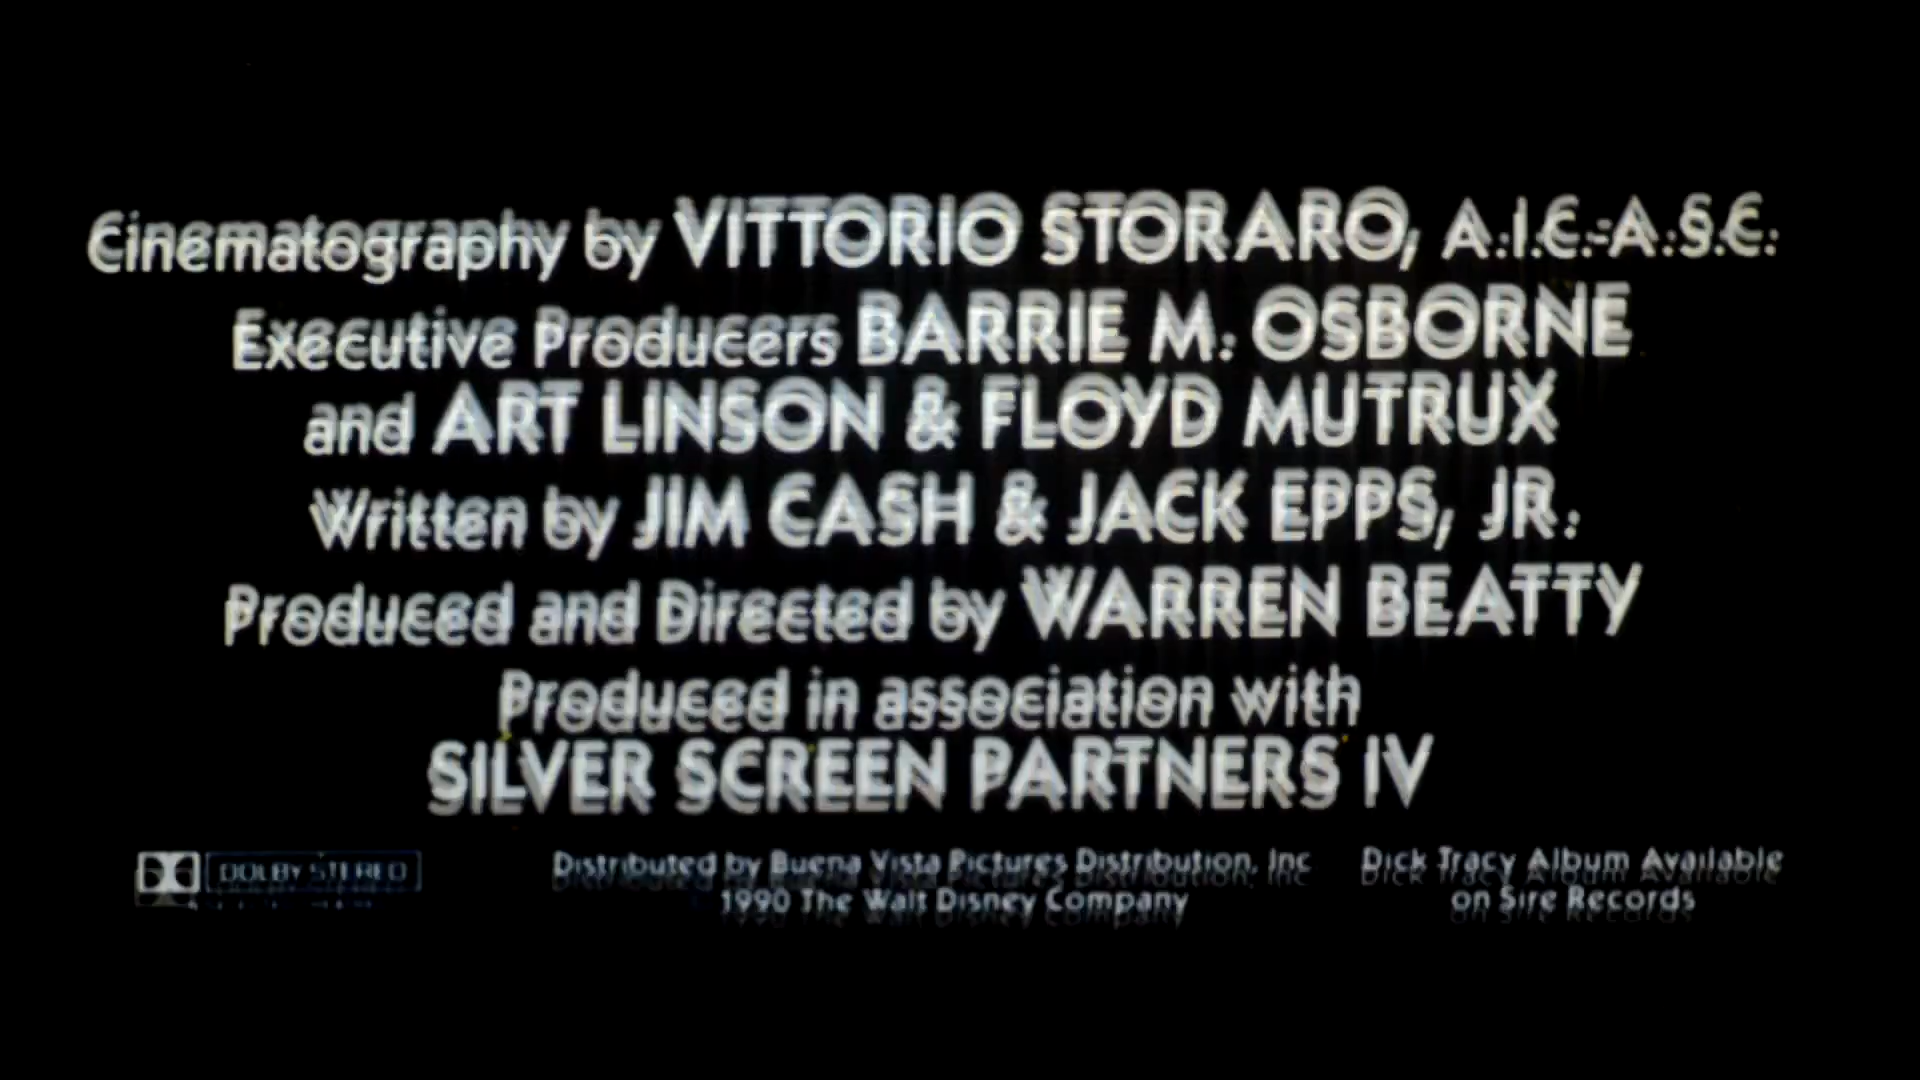 Cinematography by VITTORIO STORARO, A.I.C.-A.S.C.
Executive Producers BARRIE M. OSBORNE
and ART LINSON & FLOYD MUTRUX
Written by JIM CASH & JACK EPPS, JR.
Produced and Directed by WARREN BEATTY
Produced in association with
SILVER SCREEN PARTNERS IV
DOLBY STEREO
Distributed by Buena Vista Pictures Distribution, Inc
1990 The Walt Disney Company
Dick Tracy Album Available
on Sire Records